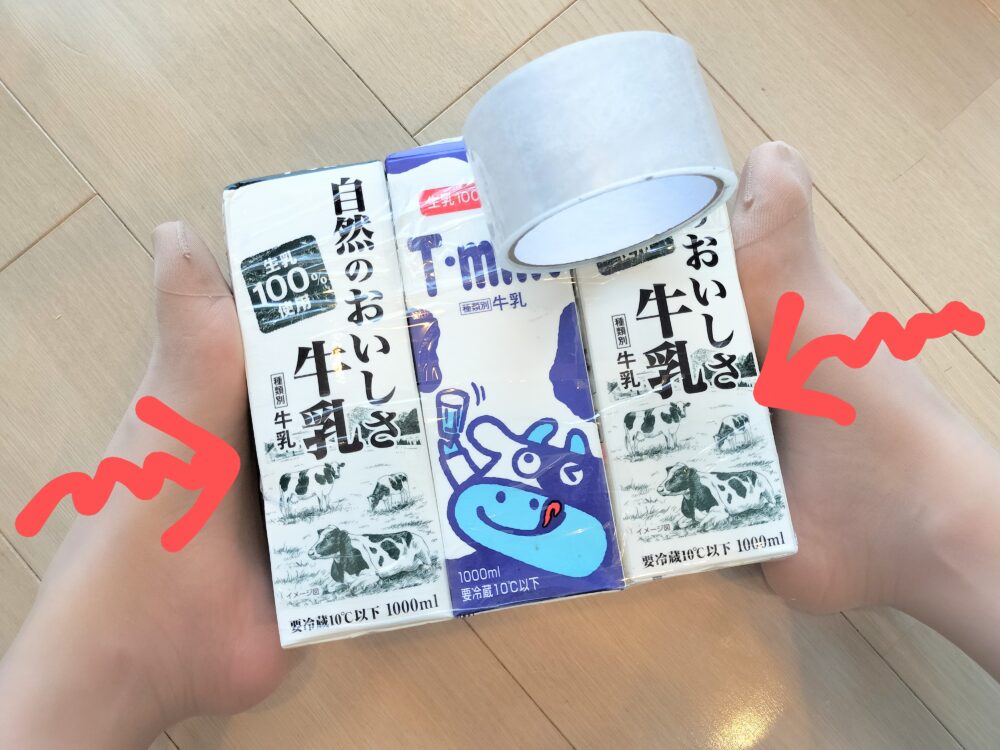 自然のおいしさ
牛乳
生乳
100%
使用
種類別
牛乳
イメージ図
要冷蔵10℃以下 1000ml
生乳100
T・m
種類別 牛乳
1000ml
要冷蔵10℃以下
おいしさ
牛乳
種類別
牛乳
イメージ図
要冷蔵10℃以下 1000ml